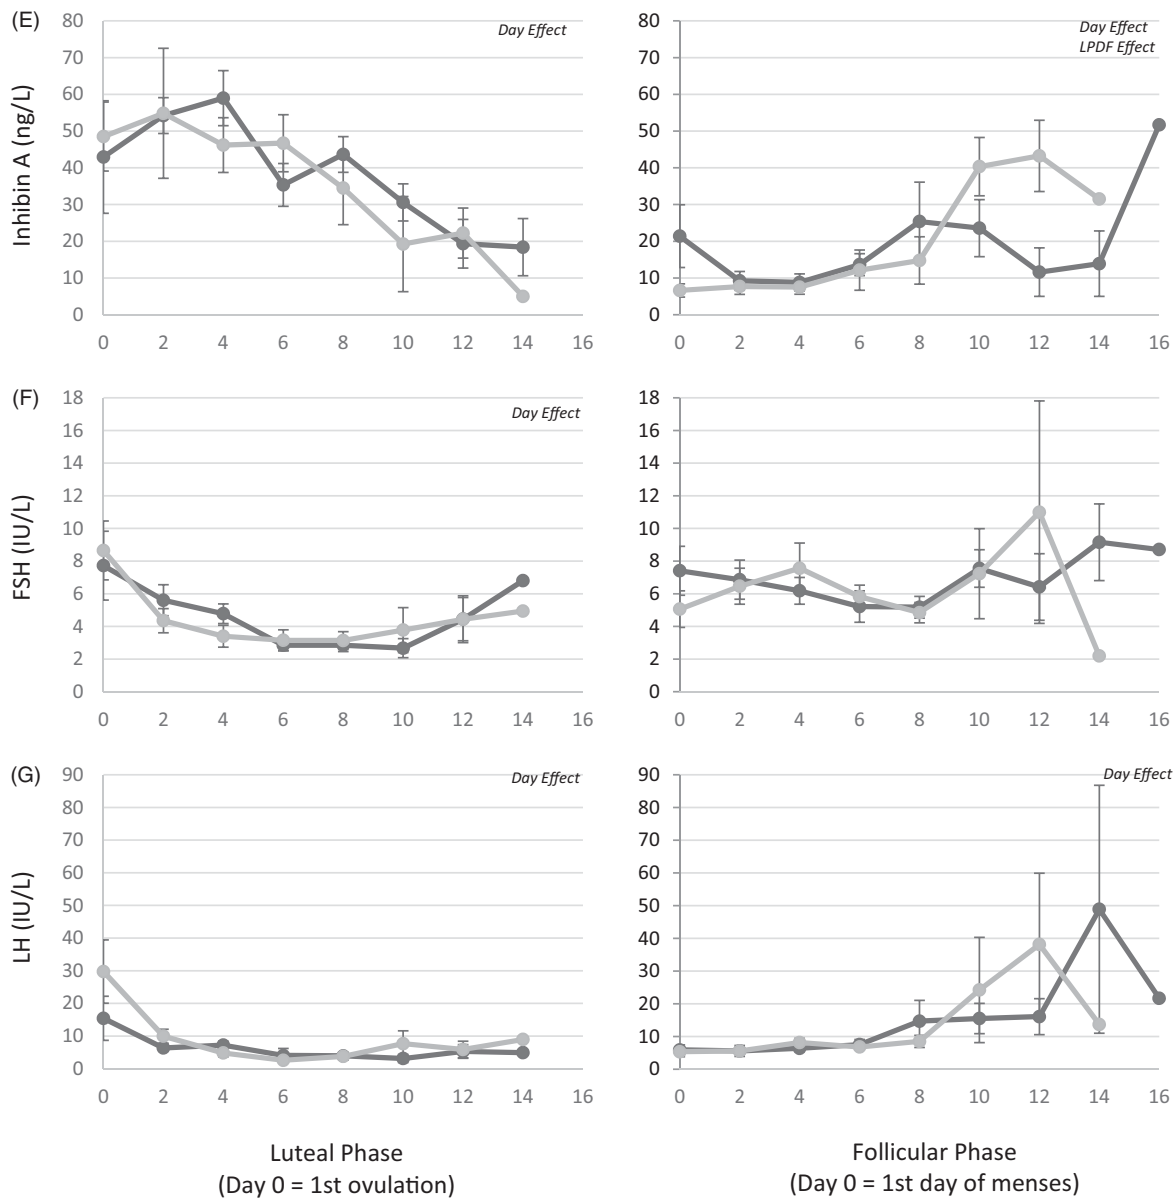 (E)
Inhibin A (ng/L)
80
70
60
50
40
30
20
10
0
0 2 4 6 8 10 12 14 16
Day Effect
80
70
60
50
40
30
20
10
0
0 2 4 6 8 10 12 14 16
Day Effect
LPDF Effect
(F)
FSH (IU/L)
18
16
14
12
10
8
6
4
2
0
0 2 4 6 8 10 12 14 16
Day Effect
18
16
14
12
10
8
6
4
2
0
0 2 4 6 8 10 12 14 16
(G)
LH (IU/L)
90
80
70
60
50
40
30
20
10
0
0 2 4 6 8 10 12 14 16
Day Effect
90
80
70
60
50
40
30
20
10
0
0 2 4 6 8 10 12 14 16
Day Effect
Luteal Phase
(Day 0 = 1st ovulation)
Follicular Phase
(Day 0 = 1st day of menses)